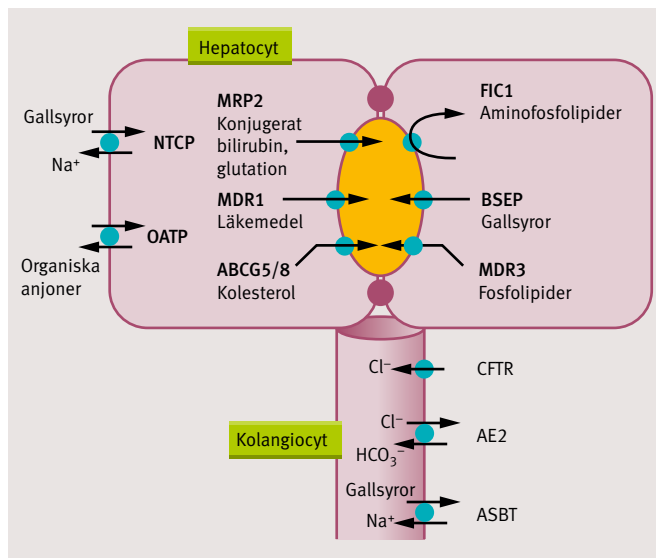 Hepatocyt
Gallsyror
Na⁺
NTCP
OATP
Organiska
anjoner
MRP2
Konjugerat
bilirubin,
glutation
MDR1
Läkemedel
ABCG5/8
Kolesterol
FIC1
Aminofosfolipider
BSEP
Gallsyror
MDR3
Fosfolipider
Kolangiocyt
Cl⁻
CFTR
Cl⁻
HCO₃⁻
AE2
Gallsyror
Na⁺
ASBT